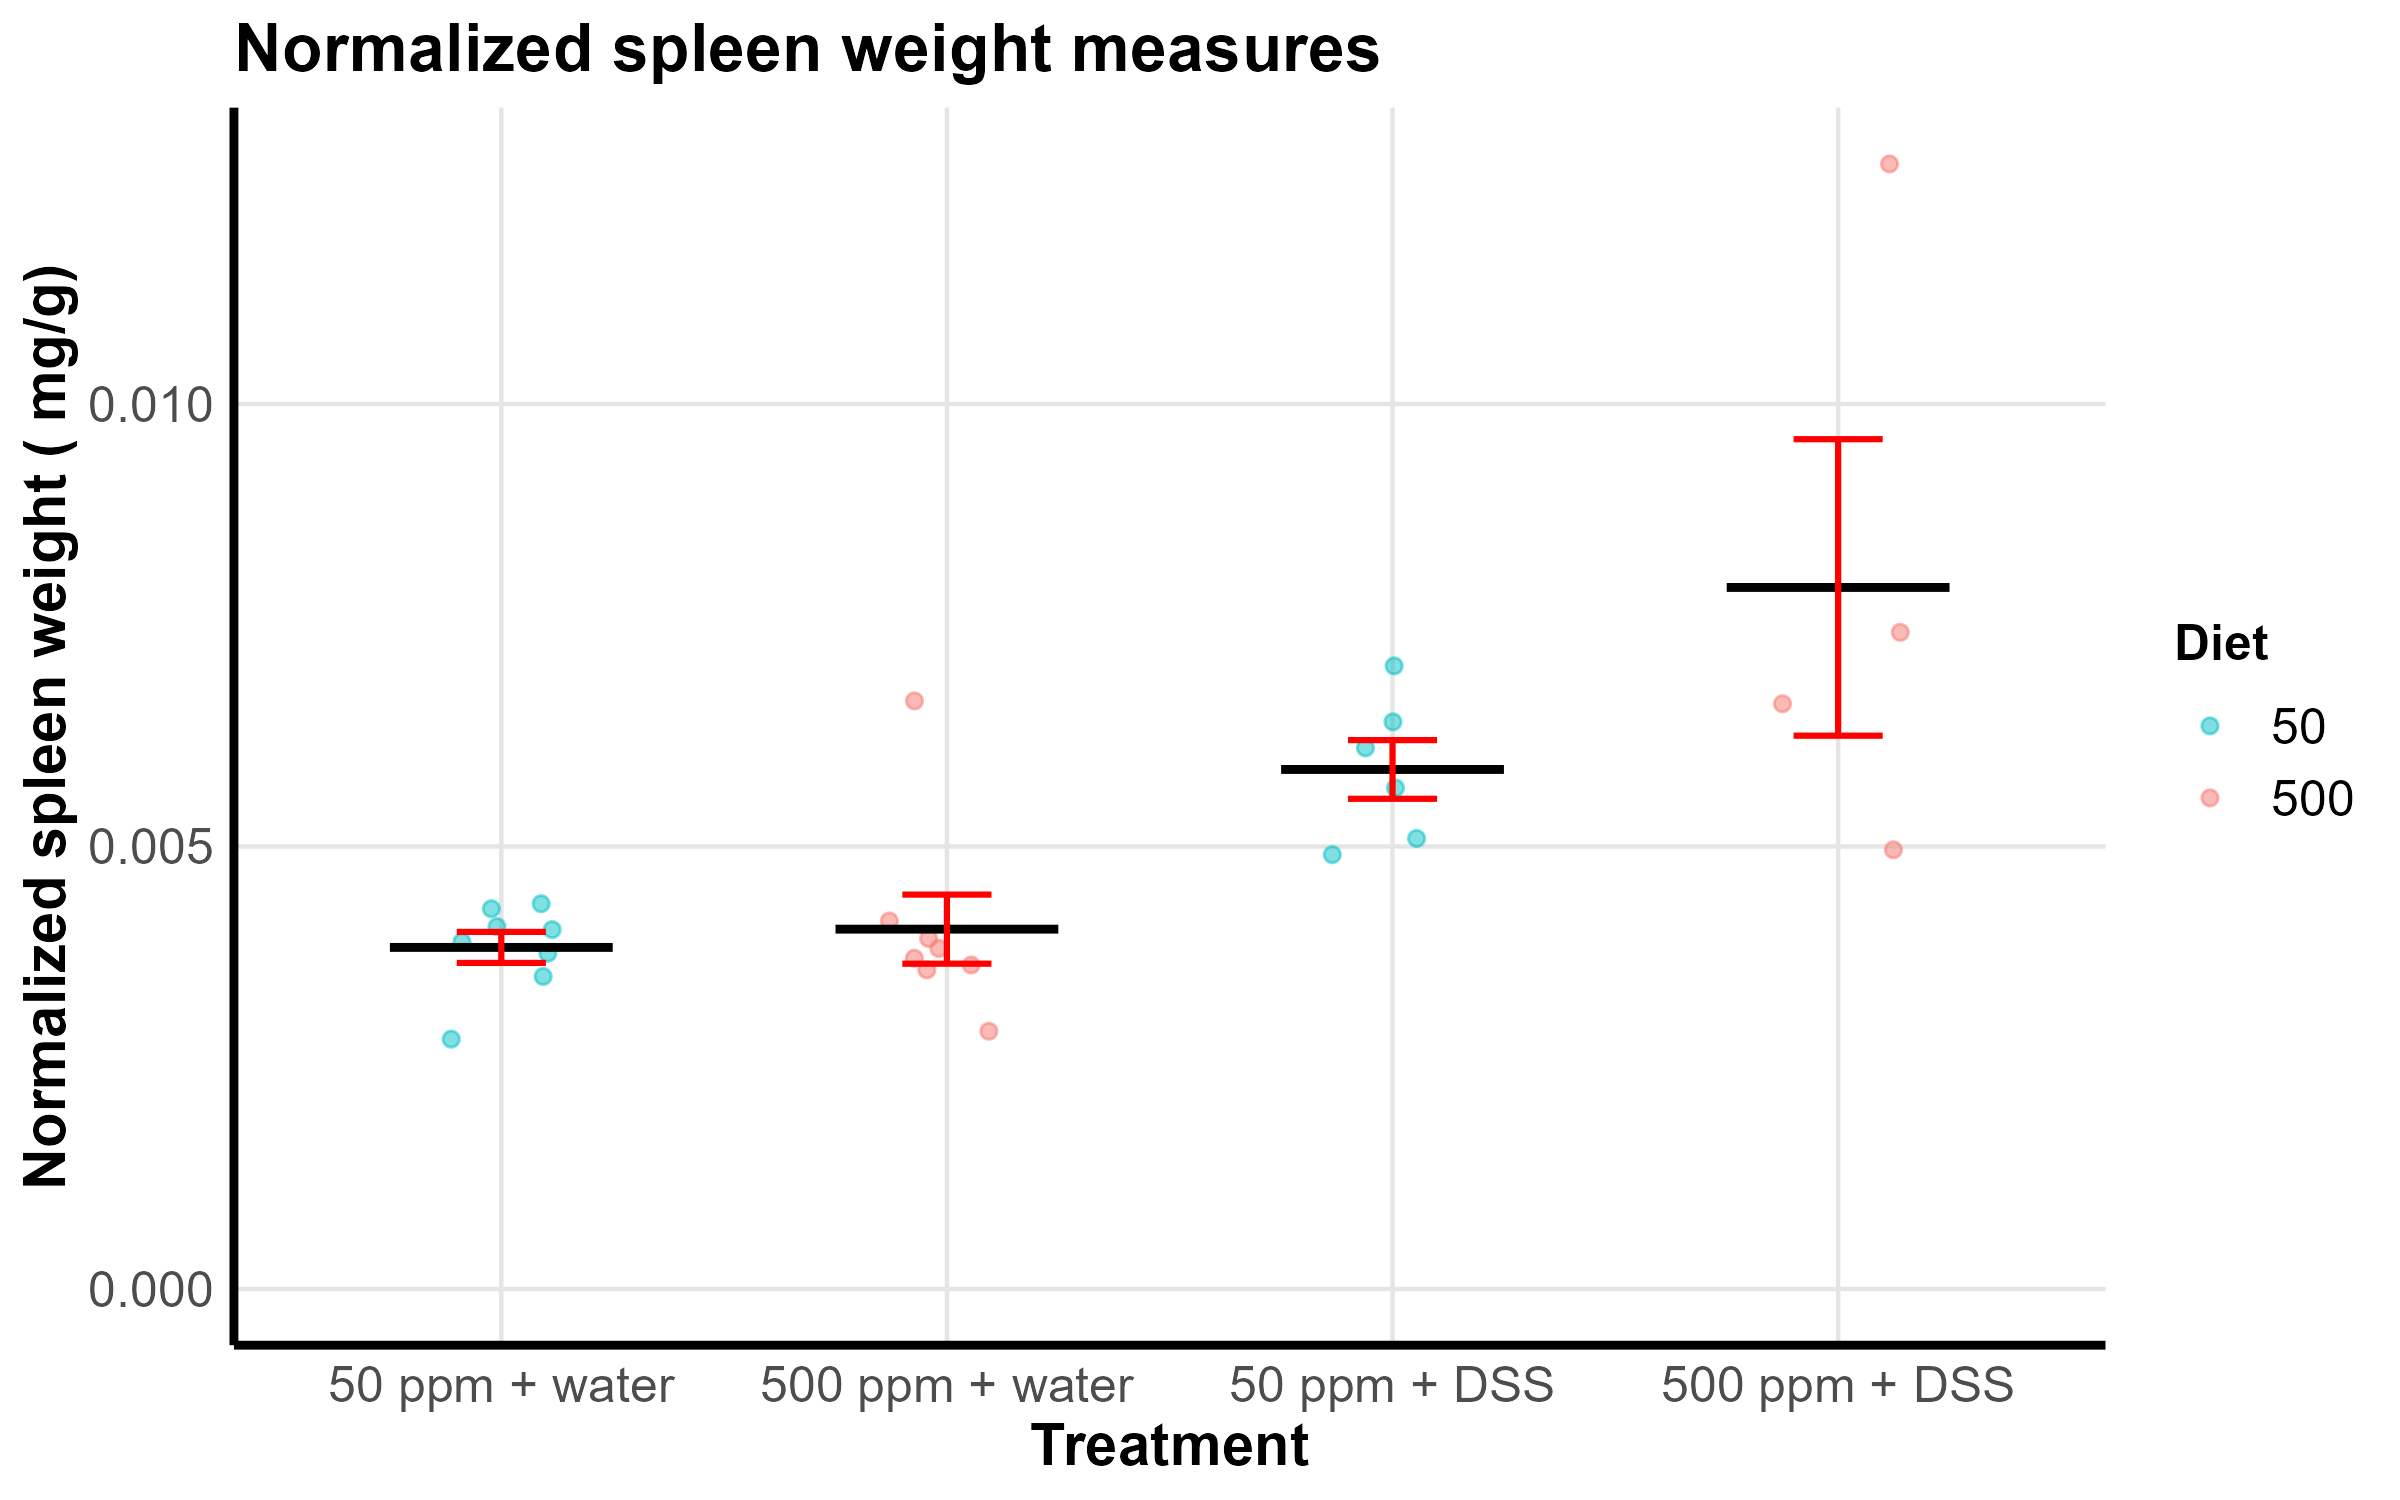 Normalized spleen weight measures
Normalized spleen weight ( mg/g)
0.010
0.005
0.000
50 ppm + water
500 ppm + water
50 ppm + DSS
500 ppm + DSS
Treatment
Diet
50
500